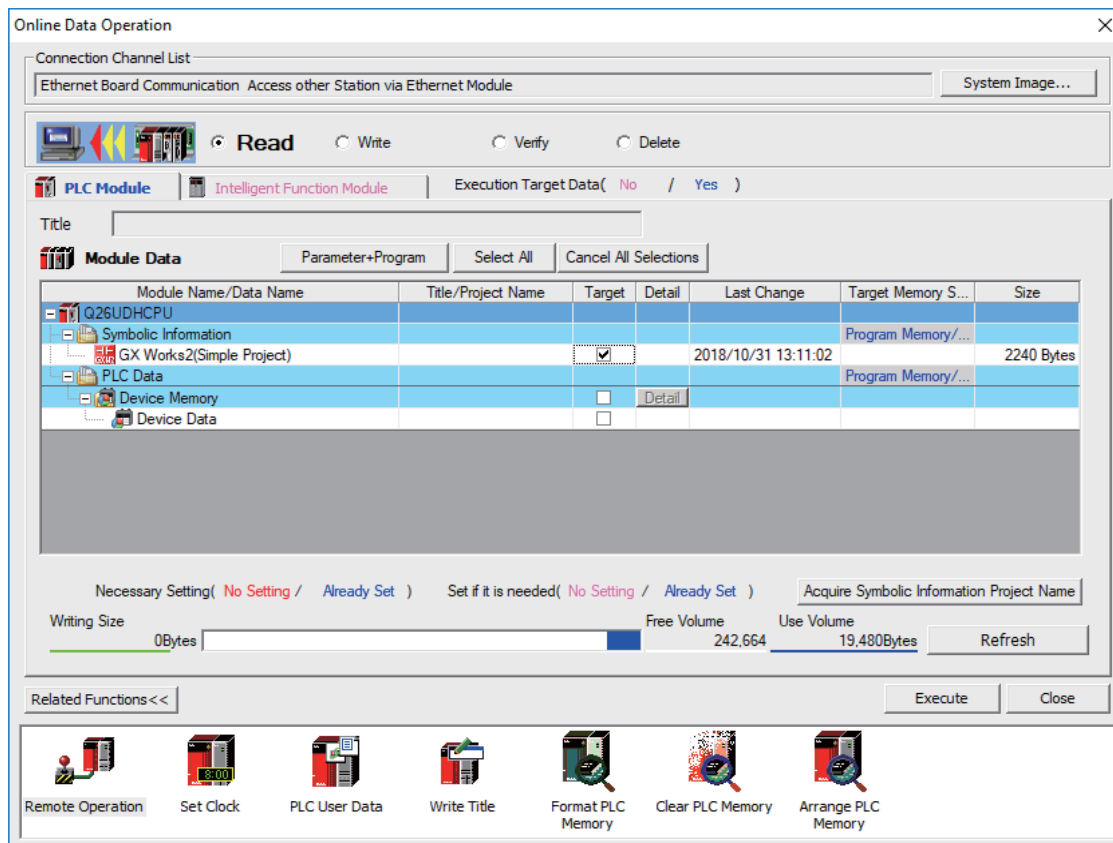 Online Data Operation
Connection Channel List
Ethernet Board Communication Access other Station via Ethernet Module
System Image...
Read Write Verify Delete
PLC Module Intelligent Function Module Execution Target Data( No / Yes )
Title
Module Data Parameter+Program Select All Cancel All Selections
Module Name/Data Name Title/Project Name Target Detail Last Change Target Memory S... Size
Q26UDHCPU
Symbolic Information Program Memory/...
GX Works2(Simple Project) 2018/10/31 13:11:02 2240 Bytes
PLC Data Program Memory/...
Device Memory Detail
Device Data
Necessary Setting( No Setting / Already Set ) Set if it is needed( No Setting / Already Set ) Acquire Symbolic Information Project Name
Writing Size Free Volume Use Volume
0Bytes 242,664 19,480Bytes Refresh
Related Functions<< Execute Close
8:00
Remote Operation Set Clock PLC User Data Write Title Format PLC Memory Clear PLC Memory Arrange PLC Memory